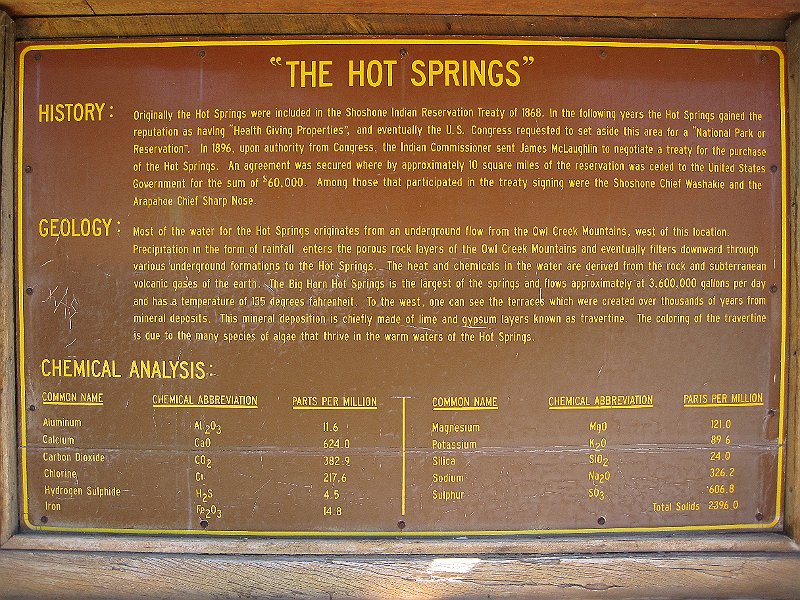 “THE HOT SPRINGS”
HISTORY: Originally the Hot Springs were included in the Shoshone Indian Reservation Treaty of 1868. In the following years the Hot Springs gained the
reputation as having “Health Giving Properties”, and eventually the U.S. Congress requested to set aside this area for a “National Park or
Reservation”. In 1896, upon authority from Congress, the Indian Commissioner sent James McLaughlin to negotiate a treaty for the purchase
of the Hot Springs. An agreement was secured where by approximately 10 square miles of the reservation was ceded to the United States
Government for the sum of $60,000. Among those that participated in the treaty signing were the Shoshone Chief Washakie and the
Arapahoe Chief Sharp Nose.
GEOLOGY: Most of the water for the Hot Springs originates from an underground flow from the Owl Creek Mountains, west of this location.
Precipitation in the form of rainfall enters the porous rock layers of the Owl Creek Mountains and eventually filters downward through
various underground formations to the Hot Springs. The heat and chemicals in the water are derived from the rock and subterranean
volcanic gases of the earth. The Big Horn Hot Springs is the largest of the springs and flows approximately at 3,600,000 gallons per day
and has a temperature of 135 degrees fahrenheit. To the west, one can see the terraces which were created over thousands of years from
mineral deposits. This mineral deposition is chiefly made of lime and gypsum layers known as travertine. The coloring of the travertine
is due to the many species of algae that thrive in the warm waters of the Hot Springs.
CHEMICAL ANALYSIS:
COMMON NAME CHEMICAL ABBREVIATION PARTS PER MILLION COMMON NAME CHEMICAL ABBREVIATION PARTS PER MILLION
Aluminum Al2O3 11.6 Magnesium MgO 121.0
Calcium CaO 624.0 Potassium K2O 89.6
Carbon Dioxide CO2 382.9 Silica SiO2 24.0
Chlorine 217.6 Sodium Na2O 326.2
Hydrogen Sulphide H2S 4.5 Sulphur SO3 606.8
Iron Fe2O3 14.8 Total Solids 2396.0